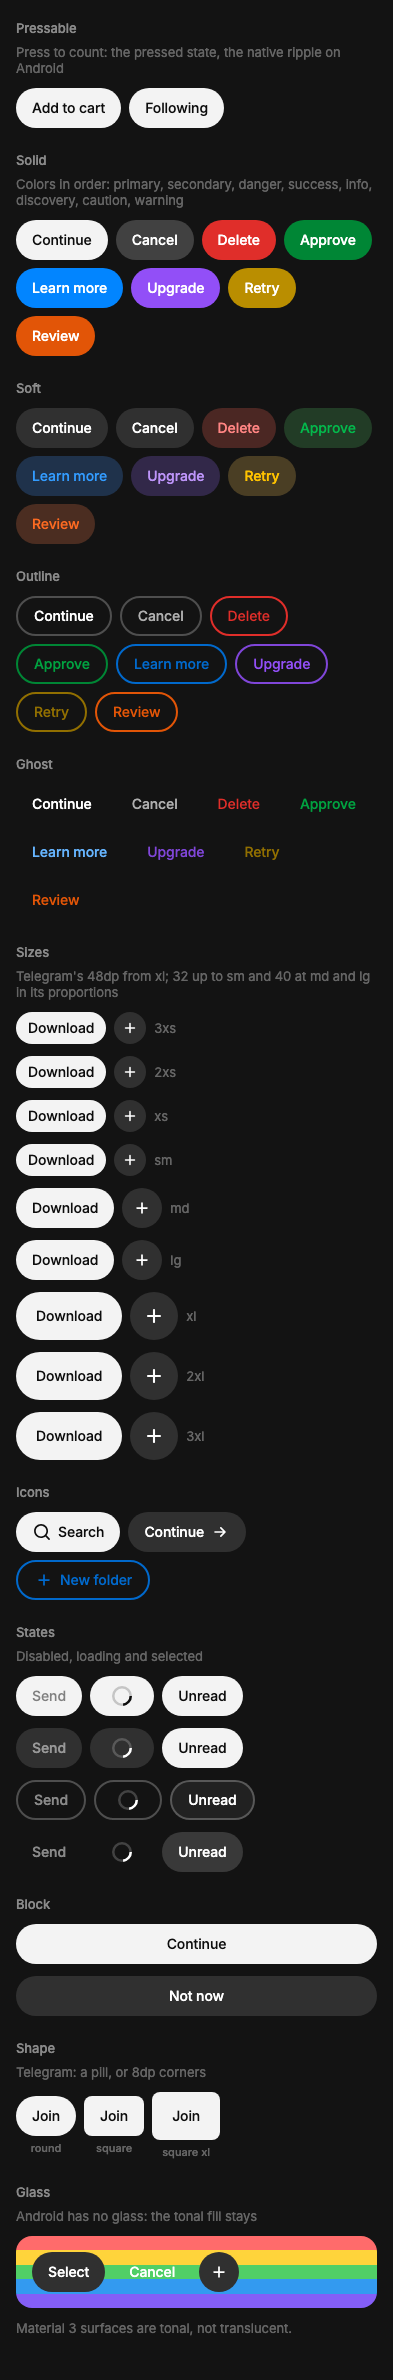 Pressable
Press to count: the pressed state, the native ripple on
Android
Add to cart Following
Solid
Colors in order: primary, secondary, danger, success, info,
discovery, caution, warning
Continue Cancel Delete Approve
Learn more Upgrade Retry
Review
Soft
Continue Cancel Delete Approve
Learn more Upgrade Retry
Review
Outline
Continue Cancel Delete
Approve Learn more Upgrade
Retry Review
Ghost
Continue Cancel Delete Approve
Learn more Upgrade Retry
Review
Sizes
Telegram's 48dp from xl; 32 up to sm and 40 at md and lg
in its proportions
Download + 3xs
Download + 2xs
Download + xs
Download + sm
Download + md
Download + lg
Download + xl
Download + 2xl
Download + 3xl
Icons
Search Continue →
+ New folder
States
Disabled, loading and selected
Send Unread
Send Unread
Send Unread
Send Unread
Block
Continue
Not now
Shape
Telegram: a pill, or 8dp corners
Join Join Join
round square square xl
Glass
Android has no glass: the tonal fill stays
Select Cancel +
Material 3 surfaces are tonal, not translucent.